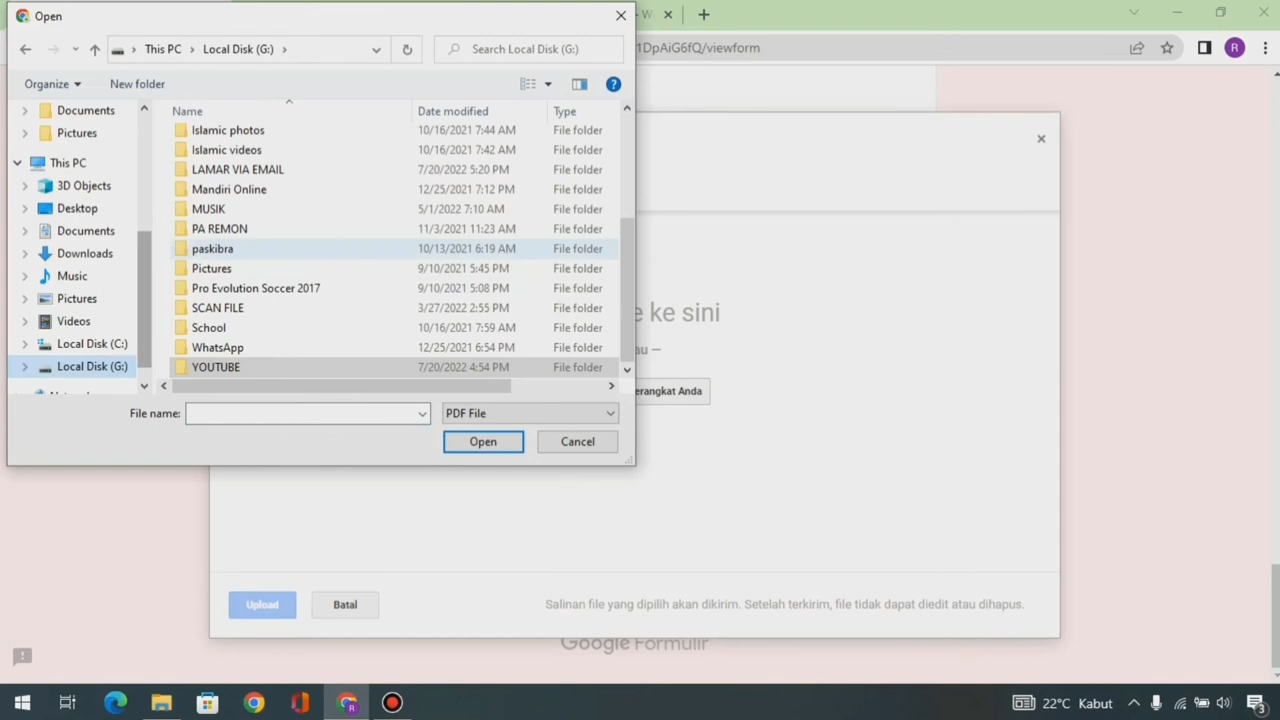 Open
This PC
Local Disk (G:)
Search Local Disk (G:)
1DpAiG6fQ/viewform
R
Organize
New folder
Name
Date modified
Type
Documents
Pictures
This PC
3D Objects
Desktop
Documents
Downloads
Music
Pictures
Videos
Local Disk (C:)
Local Disk (G:)
Islamic photos 10/16/2021 7:44 AM File folder
Islamic videos 10/16/2021 7:42 AM File folder
LAMAR VIA EMAIL 7/20/2022 5:20 PM File folder
Mandiri Online 12/25/2021 7:12 PM File folder
MUSIK 5/1/2022 7:10 AM File folder
PA REMON 11/3/2021 11:23 AM File folder
paskibra 10/13/2021 6:19 AM File folder
Pictures 9/10/2021 5:45 PM File folder
Pro Evolution Soccer 2017 9/10/2021 5:08 PM File folder
SCAN FILE 3/27/2022 2:55 PM File folder
School 10/16/2021 7:59 AM File folder
WhatsApp 12/25/2021 6:54 PM File folder
YOUTUBE 7/20/2022 4:54 PM File folder
File name:
PDF File
Open
Cancel
e ke sini
au —
erangkat Anda
Upload
Batal
Salinan file yang dipilih akan dikirim. Setelah terkirim, file tidak dapat diedit atau dihapus.
Google Formulir
22°C Kabut
3